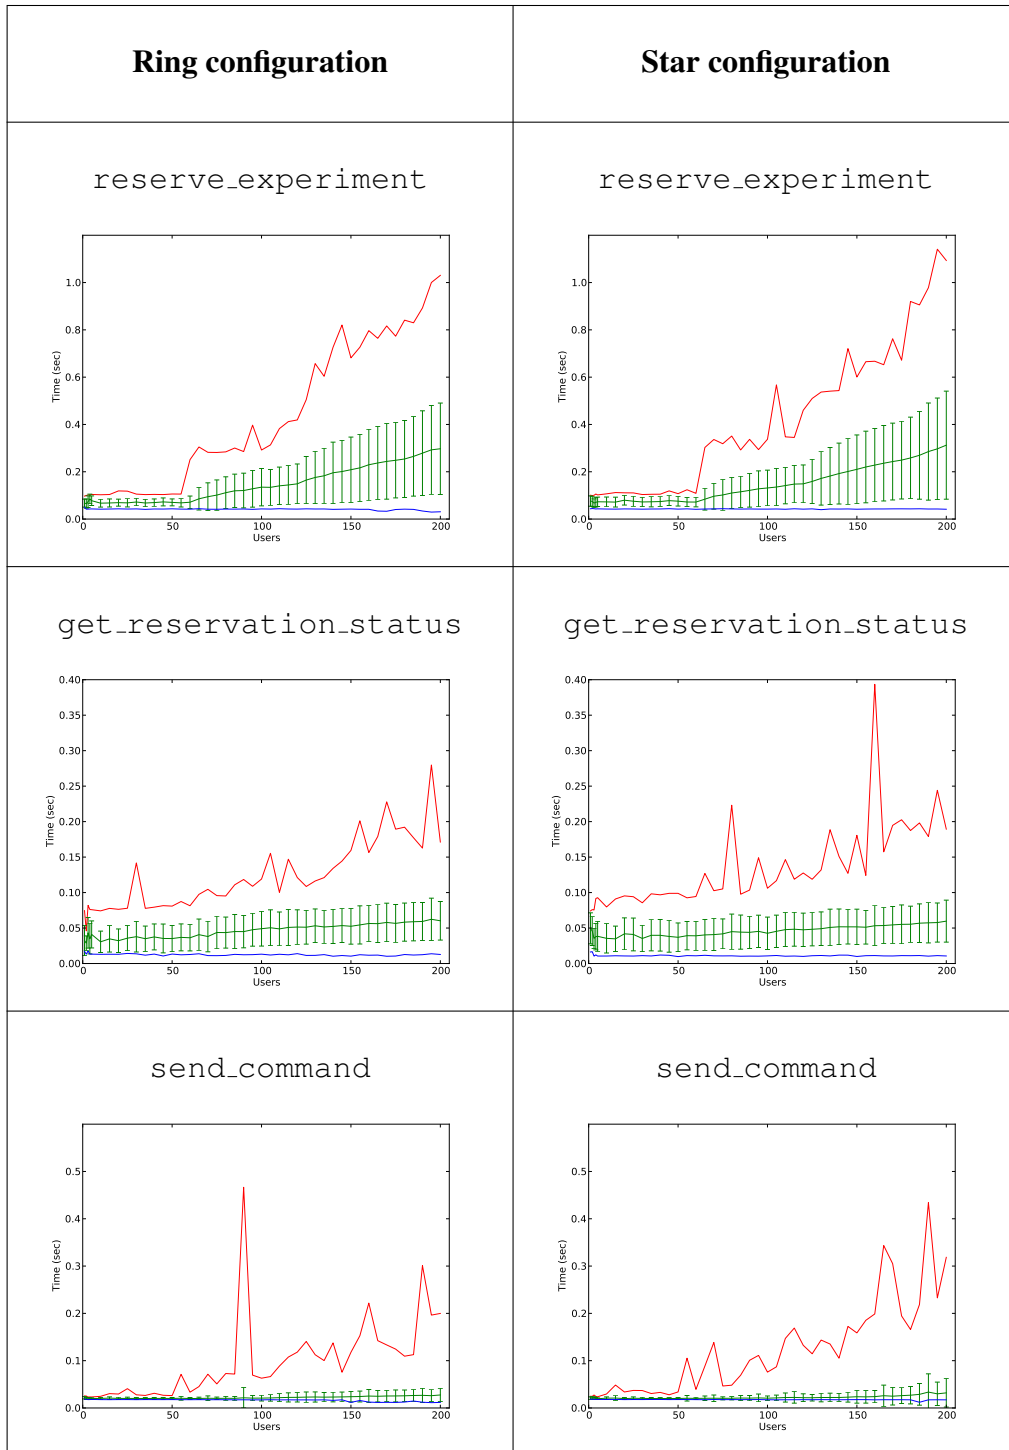 Ring configuration
Star configuration
reserve_experiment
reserve_experiment
1.0
0.8
0.6
0.4
0.2
0.0
Time (sec)
0 50 100 150 200
Users
1.0
0.8
0.6
0.4
0.2
0.0
Time (sec)
0 50 100 150 200
Users
get_reservation_status
get_reservation_status
0.40
0.35
0.30
0.25
0.20
0.15
0.10
0.05
0.00
Time (sec)
0 50 100 150 200
Users
0.40
0.35
0.30
0.25
0.20
0.15
0.10
0.05
0.00
Time (sec)
0 50 100 150 200
Users
send_command
send_command
0.5
0.4
0.3
0.2
0.1
0.0
Time (sec)
0 50 100 150 200
Users
0.5
0.4
0.3
0.2
0.1
0.0
Time (sec)
0 50 100 150 200
Users